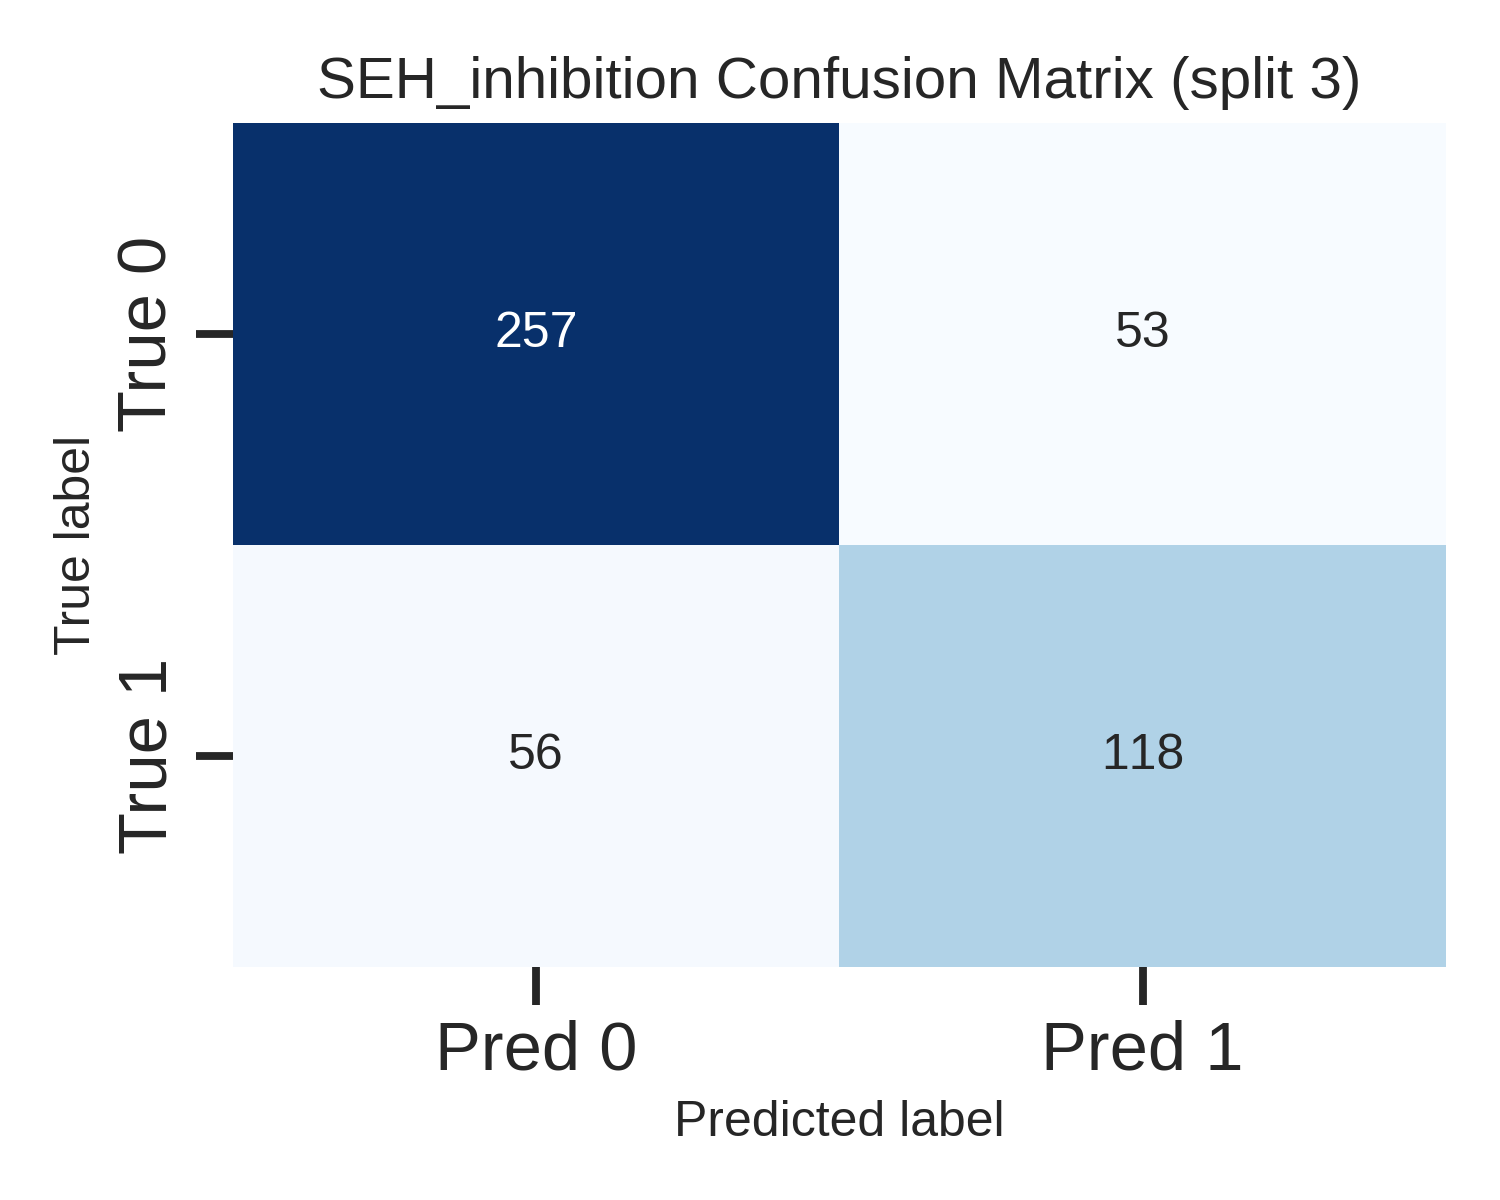 SEH_inhibition Confusion Matrix (split 3)
True label
True 0
257
53
True 1
56
118
Pred 0
Pred 1
Predicted label